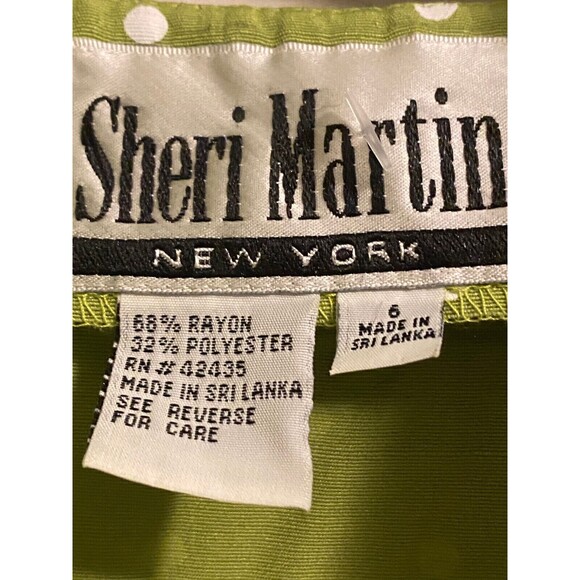 Sheri Martin
NEW YORK
68% RAYON
32% POLYESTER
RN# 42435
MADE IN SRI LANKA
SEE REVERSE
FOR CARE
6
MADE IN
SRI LANKA